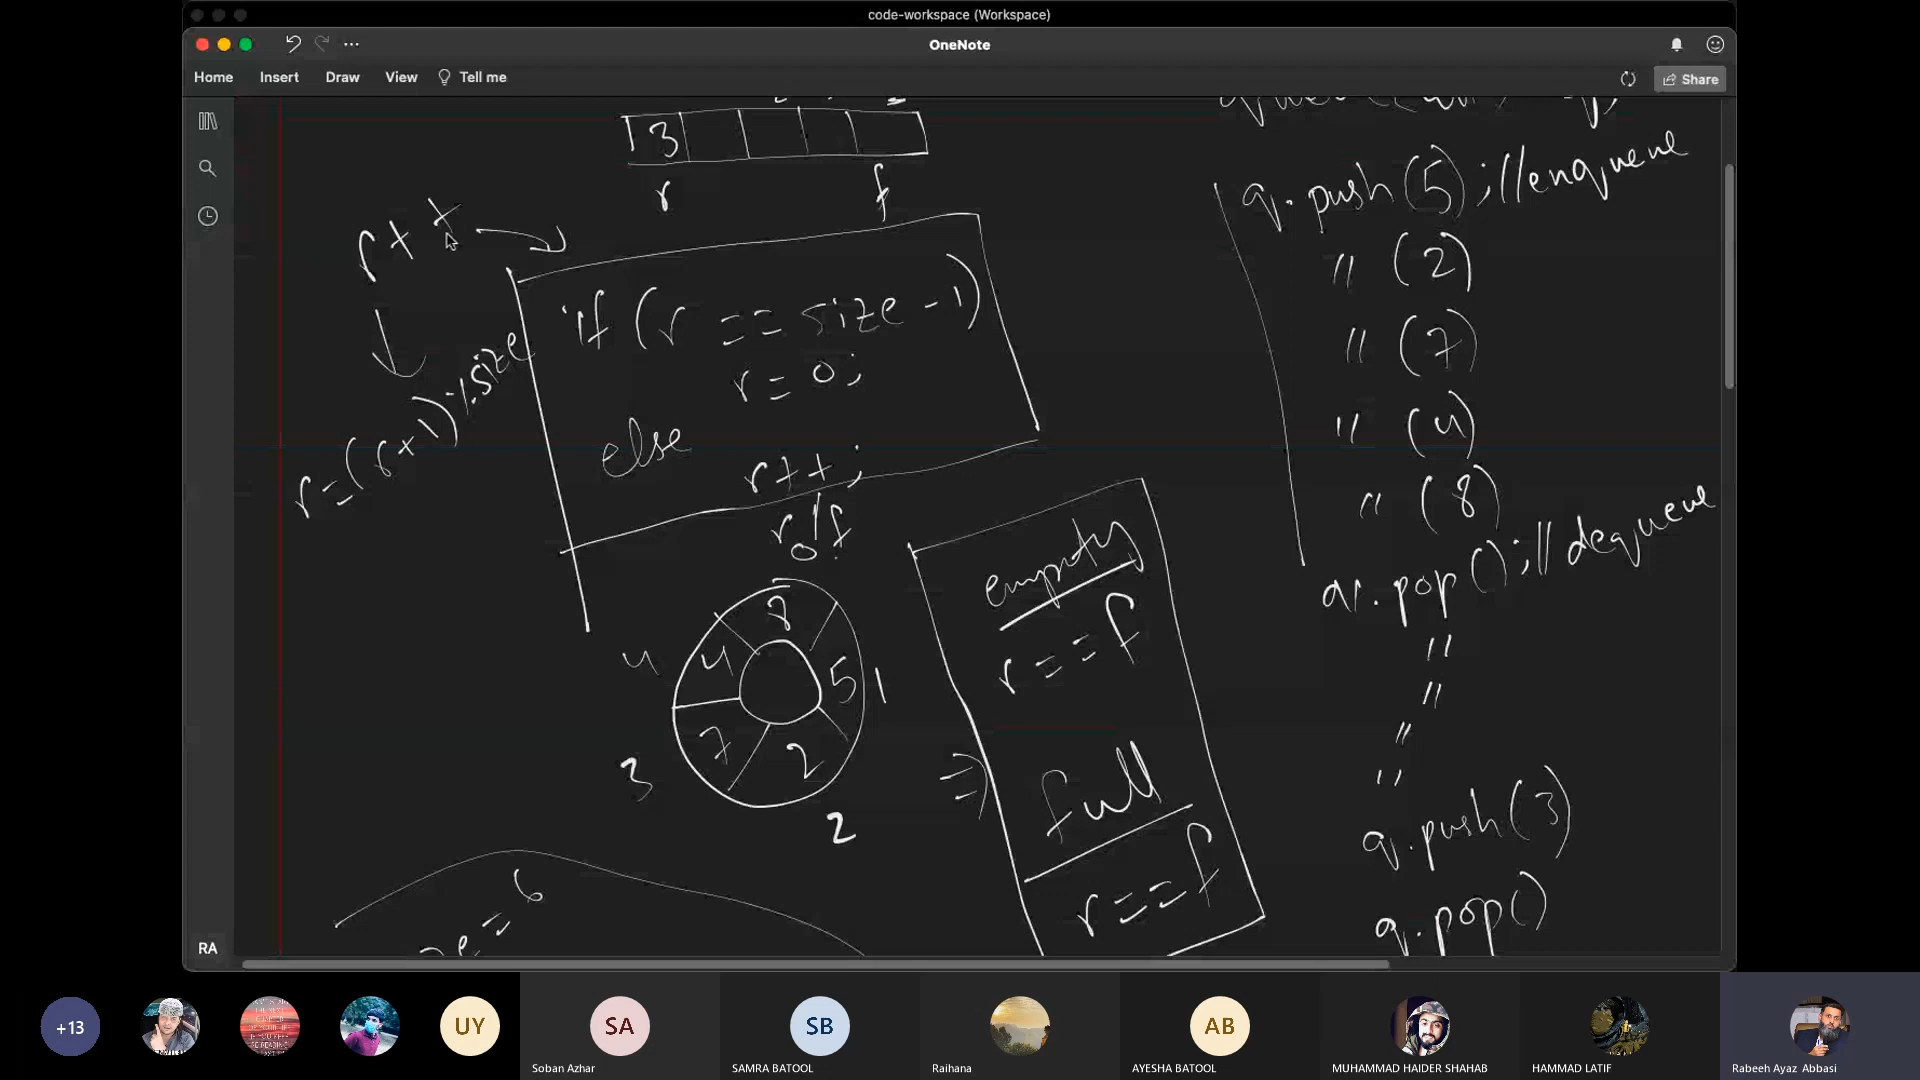 code-workspace (Workspace)
OneNote
Home Insert Draw View Tell me
Share
3
r f
r++
if (r == size -1)
r = 0;
else
r++;
r=(r+1)%size
r f
0
8
4 4 5 1
7 2
3
2
empty
r==f
=>
full
r==f
q.push(5);//enqueue
" (2)
" (7)
" (4)
" (8)
q.pop();// dequeue
"
"
"
"
q.push(3)
q.pop()
= 6
RA
+13
UY
SA
SB
AB
Soban Azhar
SAMRA BATOOL
Raihana
AYESHA BATOOL
MUHAMMAD HAIDER SHAHAB
HAMMAD LATIF
Rabeeh Ayaz Abbasi